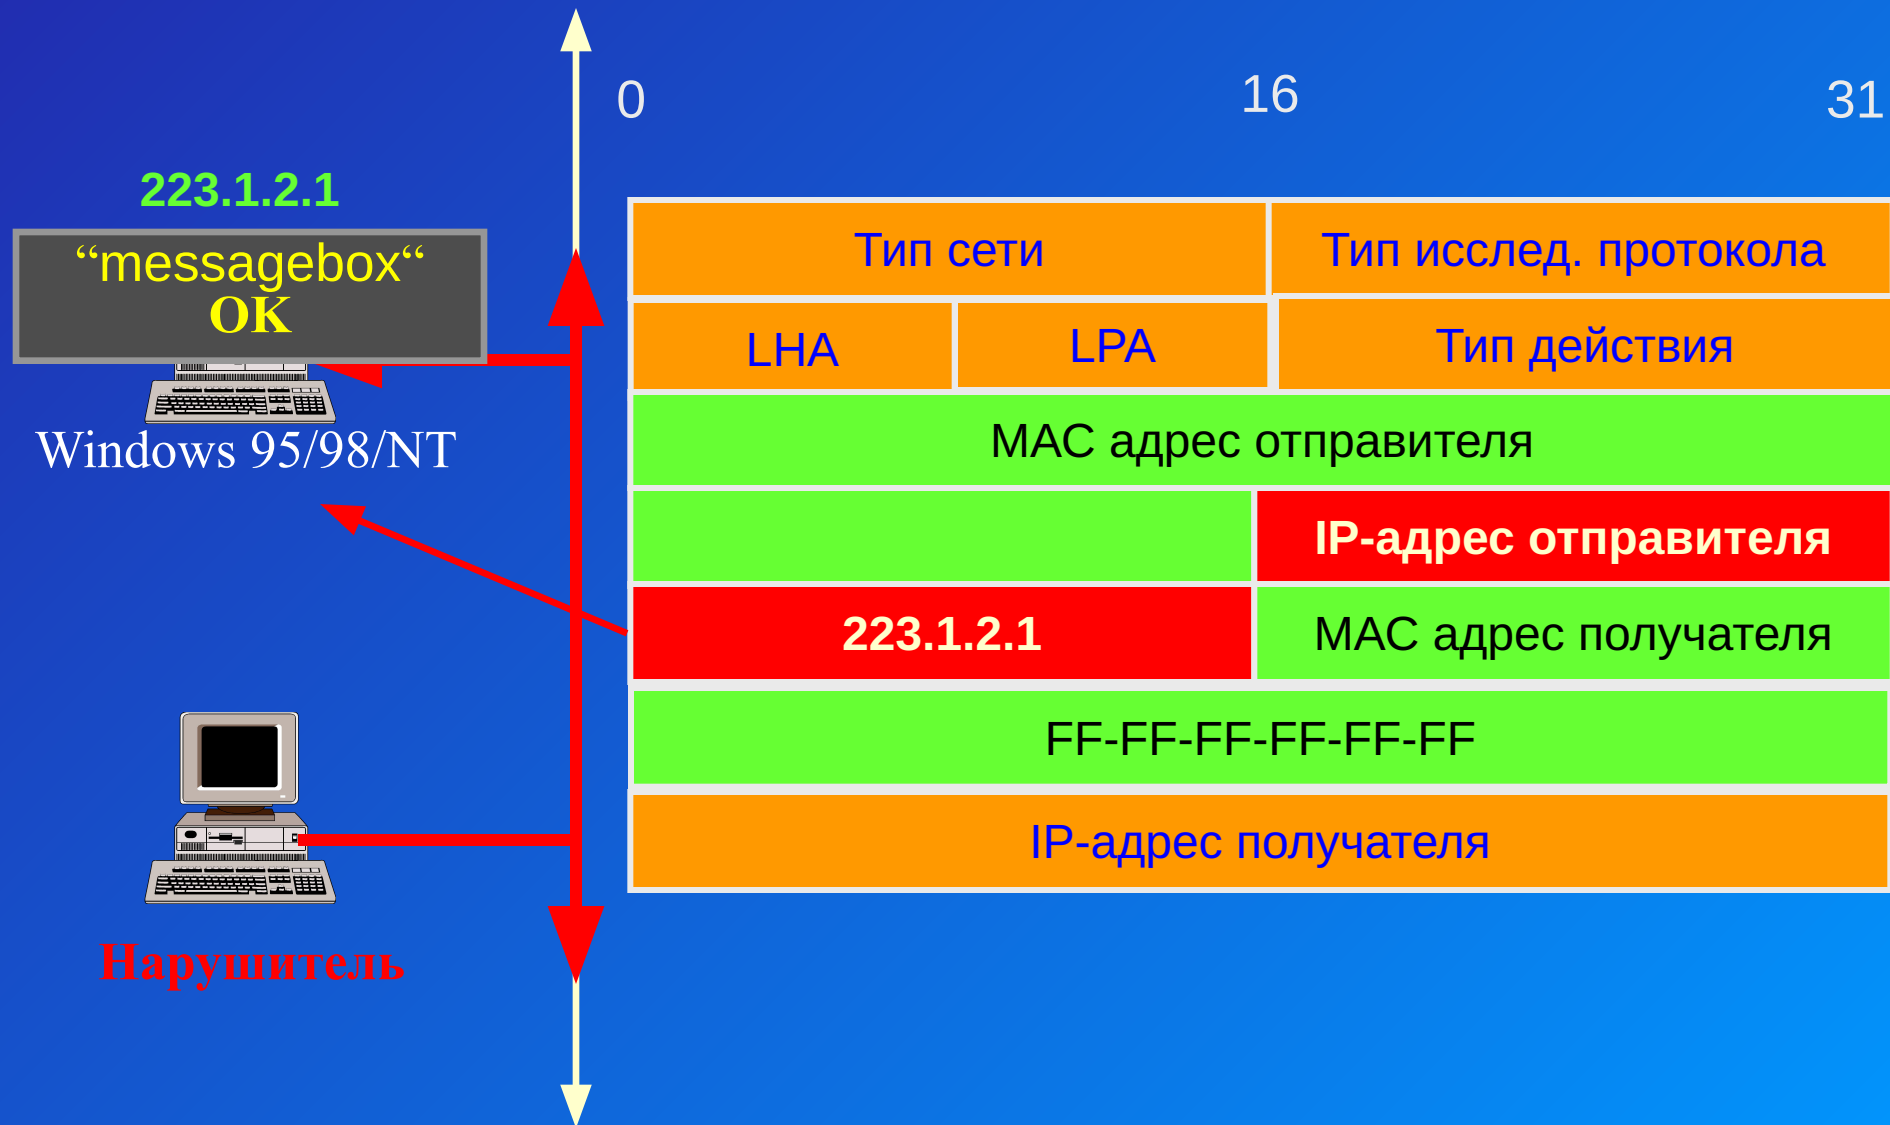 0
16
31
223.1.2.1
“messagebox“
OK
Windows 95/98/NT
Нарушитель
Тип сети
Тип исслед. протокола
LHA
LPA
Тип действия
MAC адрес отправителя
IP-адрес отправителя
223.1.2.1
MAC адрес получателя
FF-FF-FF-FF-FF-FF
IP-адрес получателя